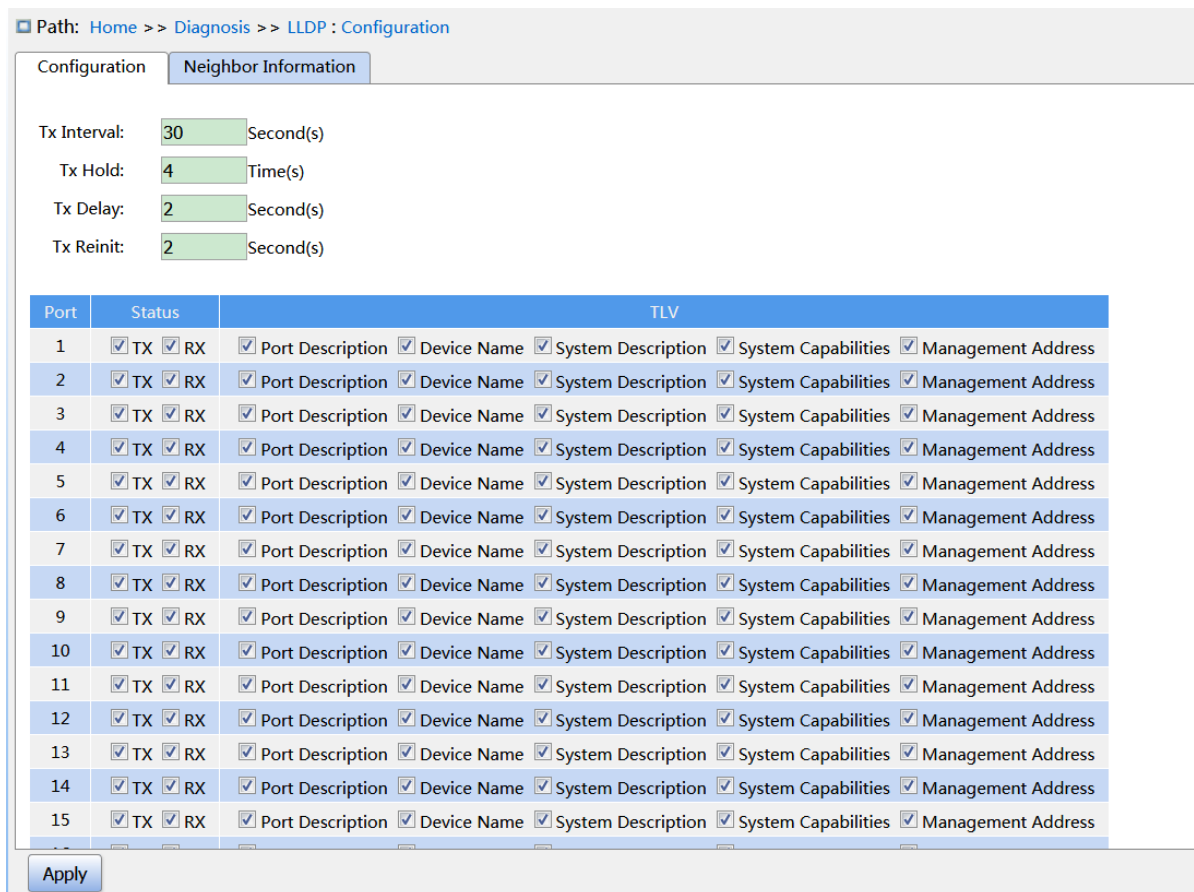 Path: Home >> Diagnosis >> LLDP : Configuration
Configuration Neighbor Information
Tx Interval: 30 Second(s)
Tx Hold: 4 Time(s)
Tx Delay: 2 Second(s)
Tx Reinit: 2 Second(s)
Port Status TLV
1 TX RX Port Description Device Name System Description System Capabilities Management Address
2 TX RX Port Description Device Name System Description System Capabilities Management Address
3 TX RX Port Description Device Name System Description System Capabilities Management Address
4 TX RX Port Description Device Name System Description System Capabilities Management Address
5 TX RX Port Description Device Name System Description System Capabilities Management Address
6 TX RX Port Description Device Name System Description System Capabilities Management Address
7 TX RX Port Description Device Name System Description System Capabilities Management Address
8 TX RX Port Description Device Name System Description System Capabilities Management Address
9 TX RX Port Description Device Name System Description System Capabilities Management Address
10 TX RX Port Description Device Name System Description System Capabilities Management Address
11 TX RX Port Description Device Name System Description System Capabilities Management Address
12 TX RX Port Description Device Name System Description System Capabilities Management Address
13 TX RX Port Description Device Name System Description System Capabilities Management Address
14 TX RX Port Description Device Name System Description System Capabilities Management Address
15 TX RX Port Description Device Name System Description System Capabilities Management Address
Apply